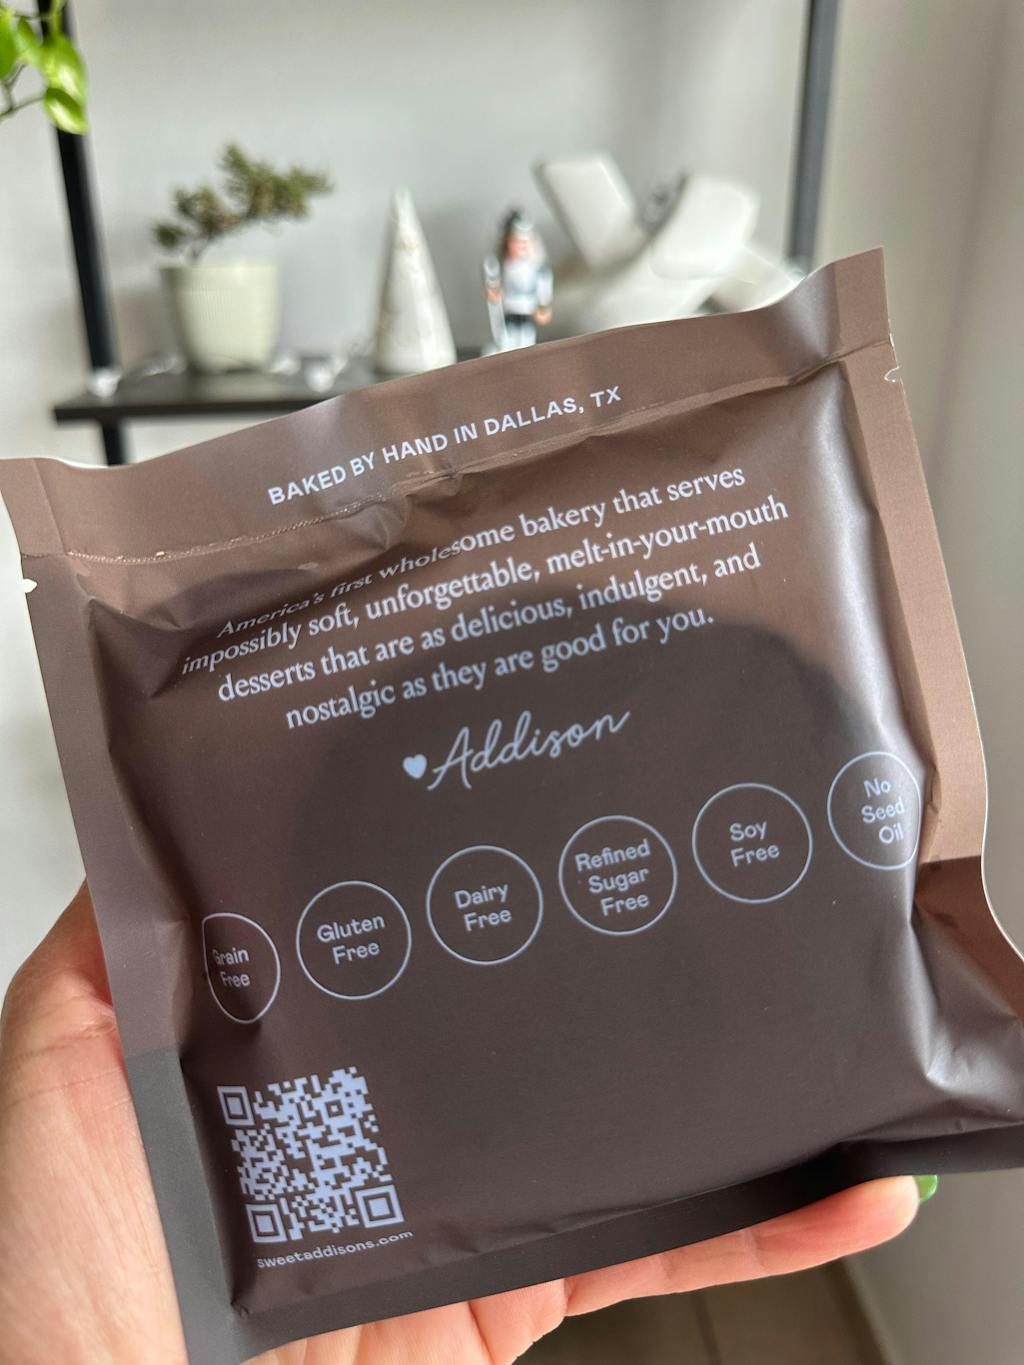 BAKED BY HAND IN DALLAS, TX
America's first wholesome bakery that serves
impossibly soft, unforgettable, melt-in-your-mouth
desserts that are as delicious, indulgent, and
nostalgic as they are good for you.
Addison
Grain
Free
Gluten
Free
Dairy
Free
Refined
Sugar
Free
Soy
Free
No
Seed
Oil
sweetaddisons.com